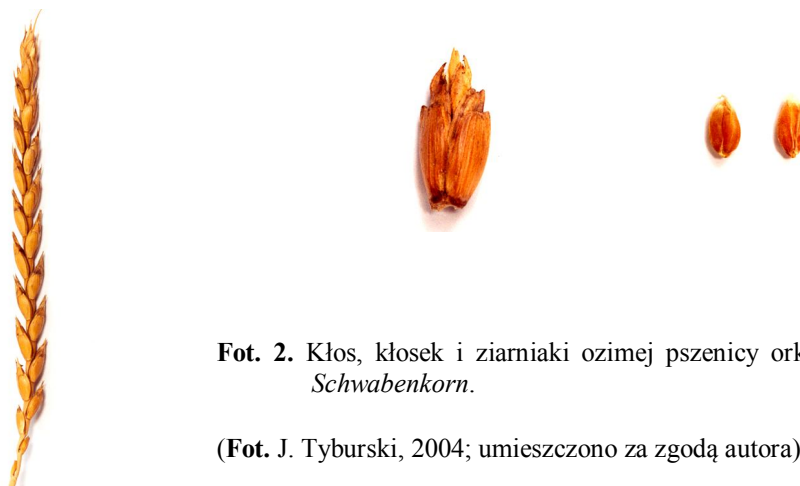 Fot. 2. Kłos, kłosek i ziarniaki ozimej pszenicy
Schwabenkorn.
(Fot. J. Tyburski, 2004; umieszczono za zgodą autora)